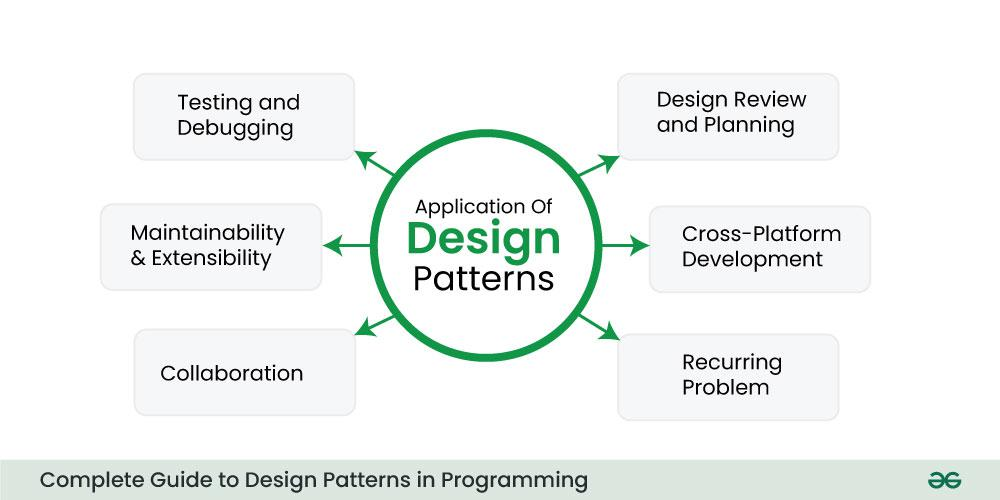 Testing and
Debugging
Design Review
and Planning
Application Of
Design
Patterns
Maintainability
& Extensibility
Cross-Platform
Development
Collaboration
Recurring
Problem
Complete Guide to Design Patterns in Programming